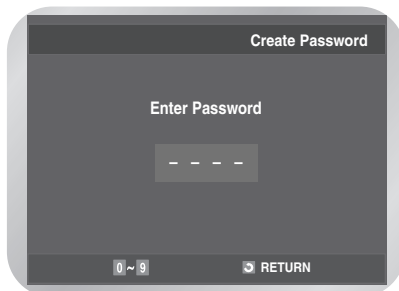 Create Password
Enter Password
– – – –
0 ~ 9 RETURN